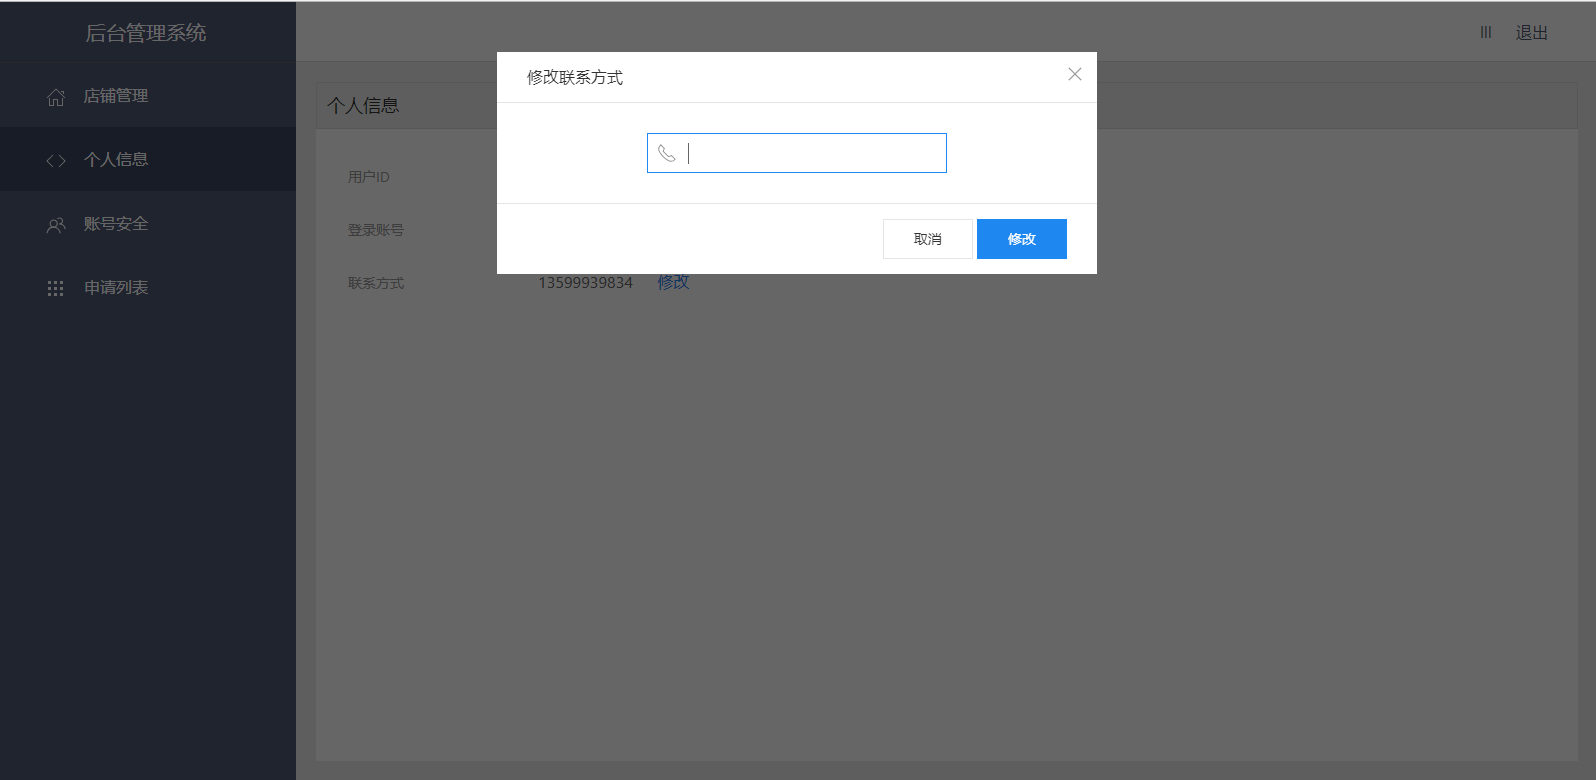 后台管理系统
lll
退出
店铺管理
个人信息
账号安全
申请列表
个人信息
用户ID
登录账号
联系方式
13599939834
修改
修改联系方式
取消
修改